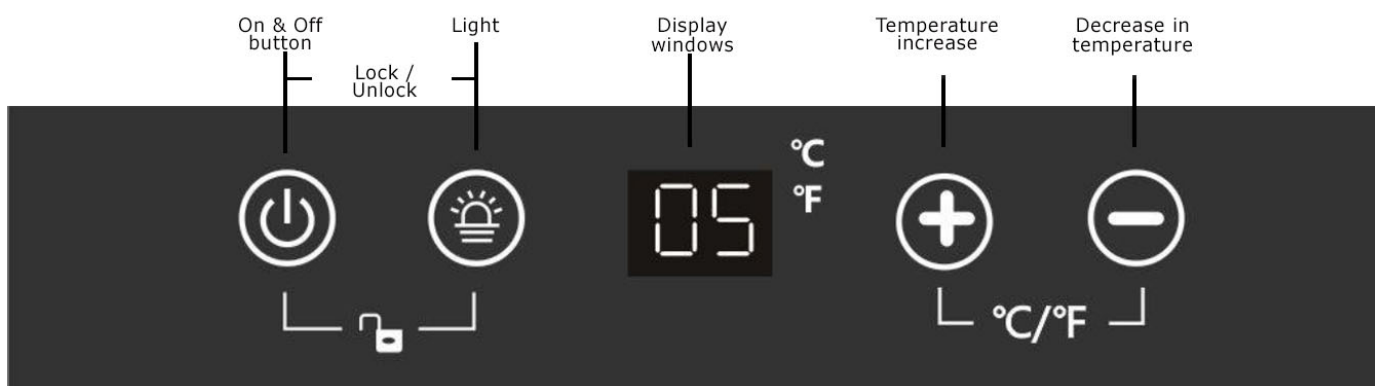 On & Off
button
Light
Lock /
Unlock
Display
windows
Temperature
increase
Decrease in
temperature
°C
°F
05
°C/°F